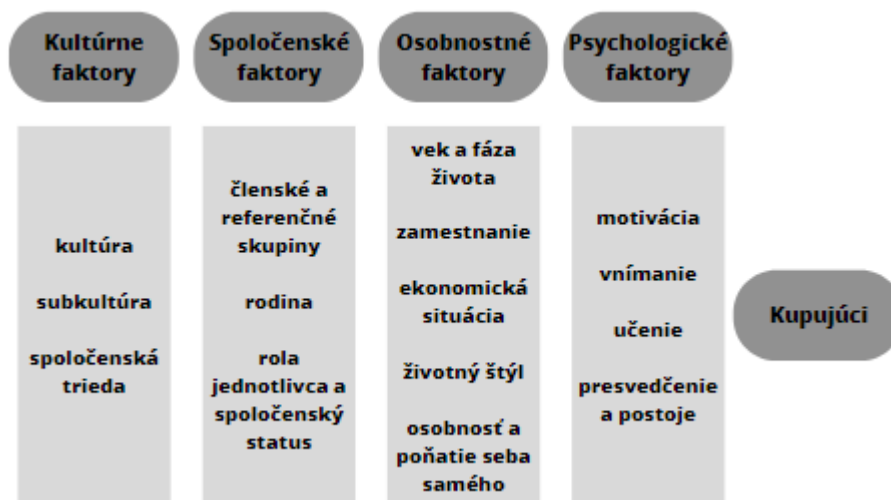 Kultúrne
faktory
Spoločenské
faktory
Osobnostné
faktory
Psychologické
faktory
kultúra
subkultúra
spoločenská
trieda
členské a
referenčné
skupiny
rodina
rola
jednotlivca a
spoločenský
status
vek a fáza
života
zamestnanie
ekonomická
situácia
životný štýl
osobnosť a
poňatie seba
samého
motivácia
vnímanie
učenie
presvedčenie
a postoje
Kupujúci